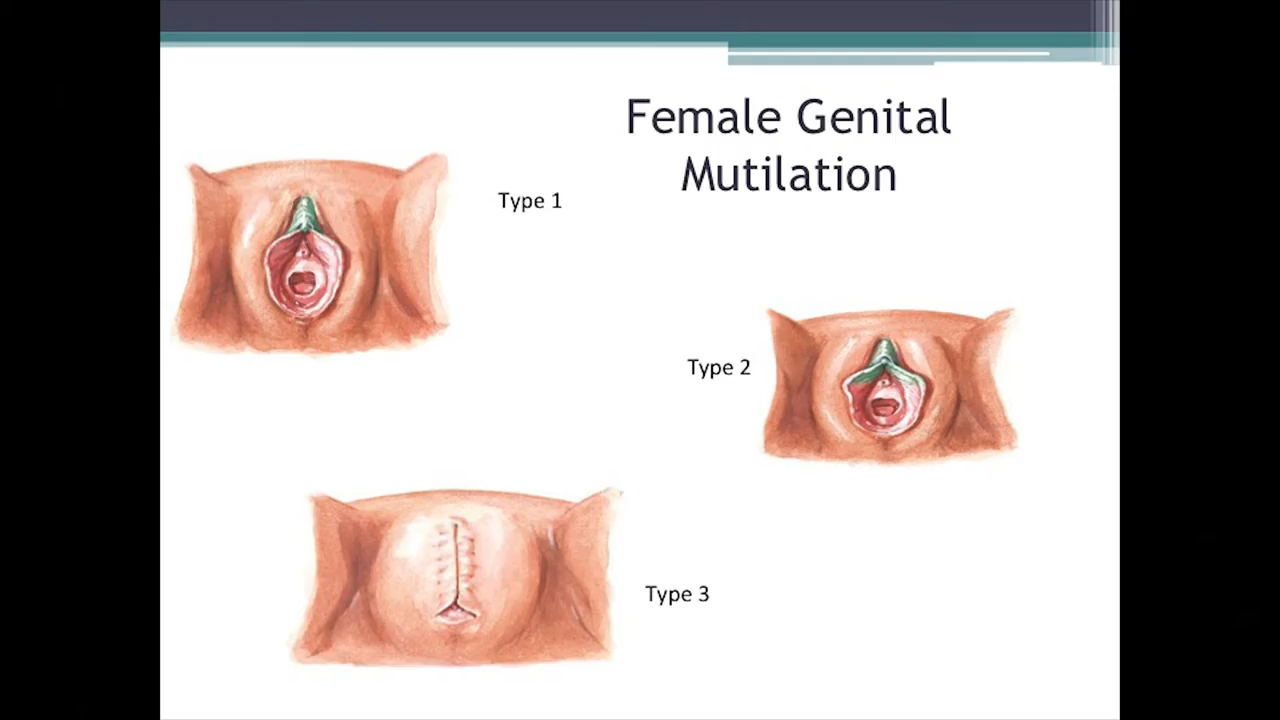 Female Genital
Mutilation
Type 1
Type 2
Type 3